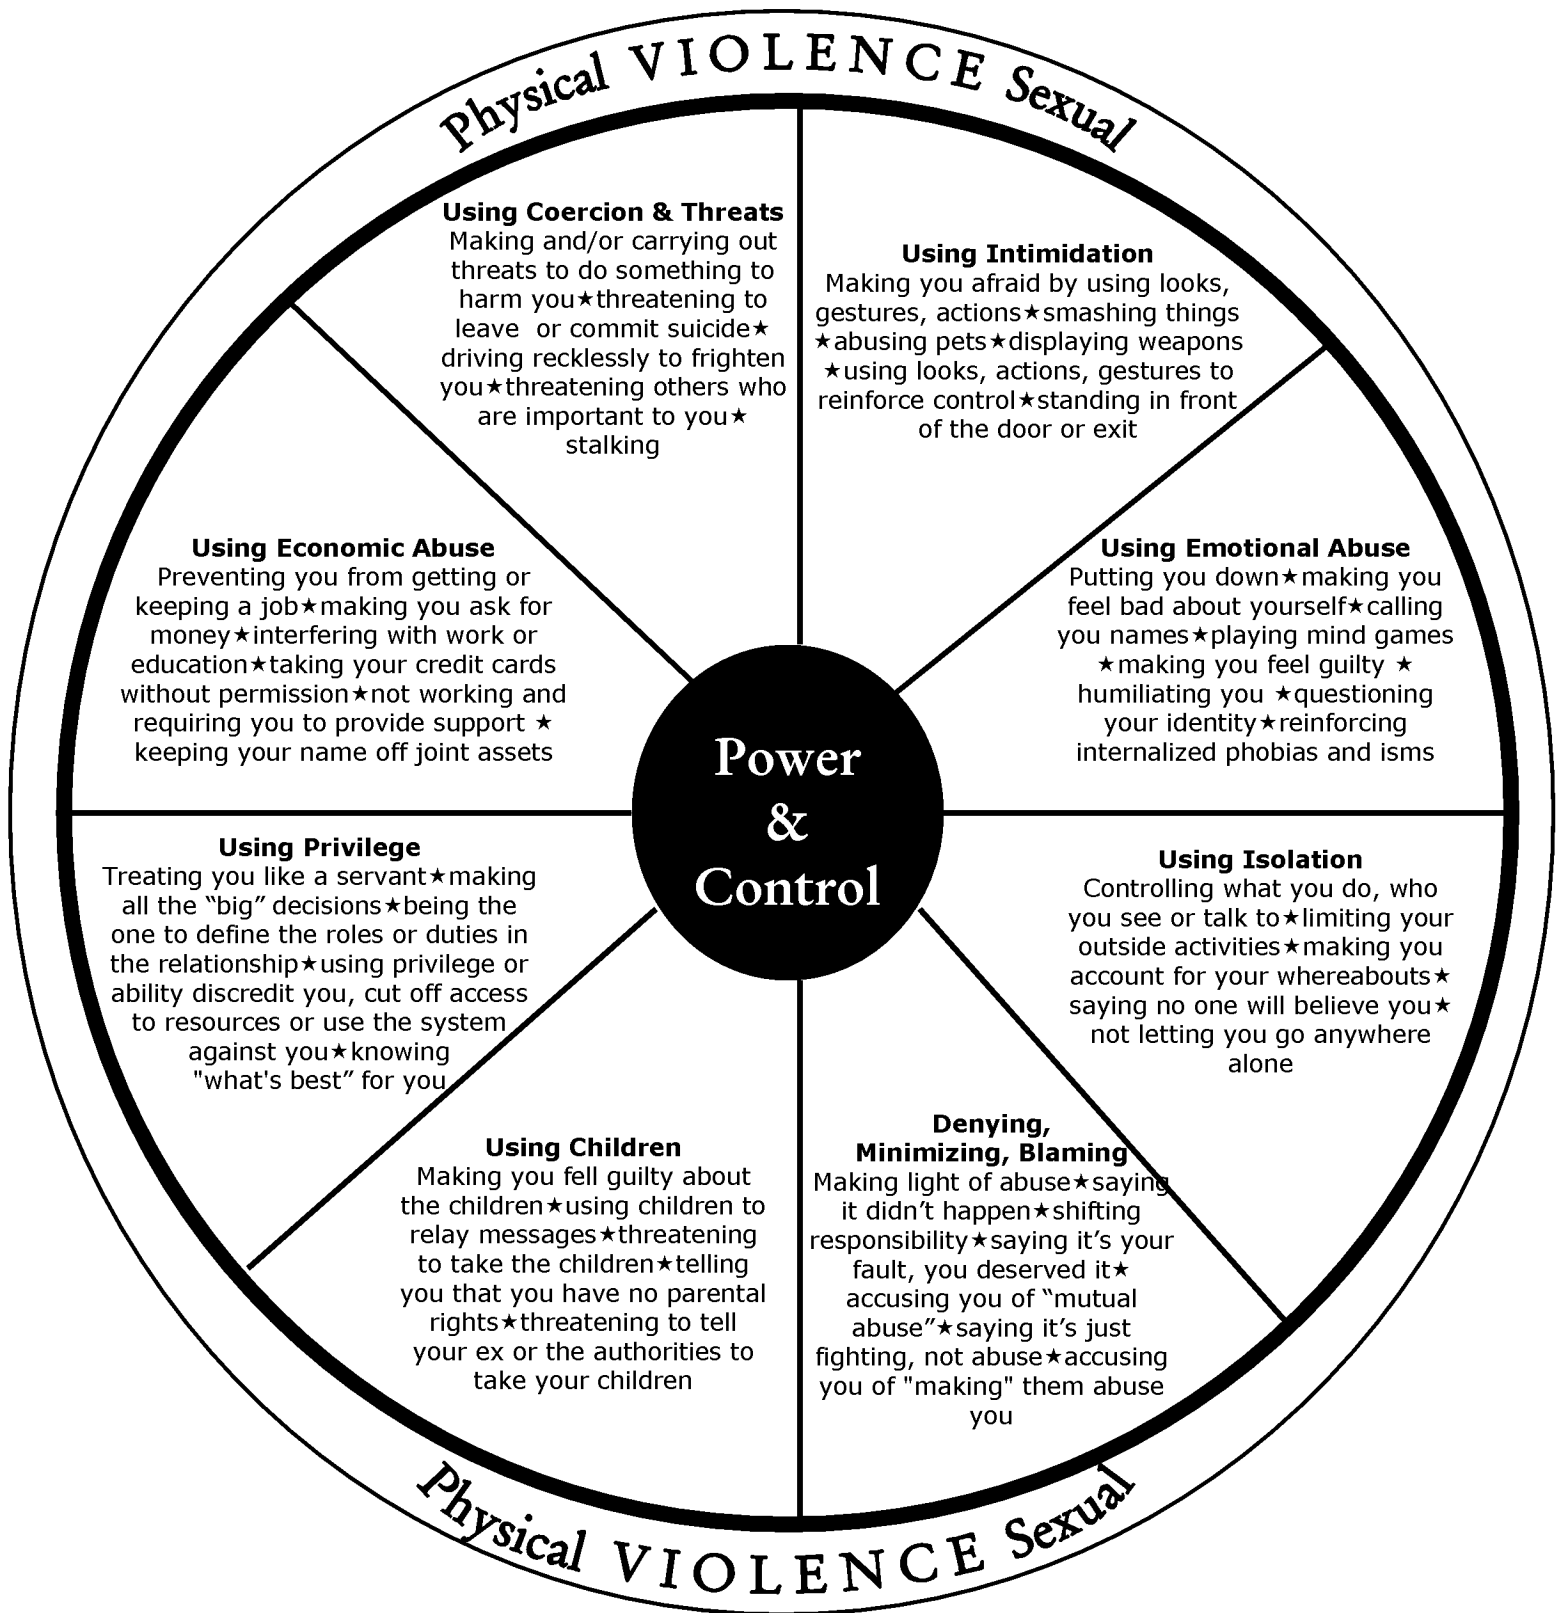 Physical VIOLENCE Sexual
Using Coercion & Threats
Making and/or carrying out
threats to do something to
harm you★threatening to
leave  or commit suicide★
driving recklessly to frighten
you★threatening others who
are important to you★
stalking
Using Intimidation
Making you afraid by using looks,
gestures, actions★smashing things
★abusing pets★displaying weapons
★using looks, actions, gestures to
reinforce control★standing in front
of the door or exit
Using Economic Abuse
Preventing you from getting or
keeping a job★making you ask for
money★interfering with work or
education★taking your credit cards
without permission★not working and
requiring you to provide support ★
keeping your name off joint assets
Using Emotional Abuse
Putting you down★making you
feel bad about yourself★calling
you names★playing mind games
★making you feel guilty ★
humiliating you ★questioning
your identity★reinforcing
internalized phobias and isms
Power
&
Control
Using Privilege
Treating you like a servant★making
all the “big” decisions★being the
one to define the roles or duties in
the relationship★using privilege or
ability discredit you, cut off access
to resources or use the system
against you★knowing
"what's best” for you
Using Isolation
Controlling what you do, who
you see or talk to★limiting your
outside activities★making you
account for your whereabouts★
saying no one will believe you★
not letting you go anywhere
alone
Using Children
Making you fell guilty about
the children★using children to
relay messages★threatening
to take the children★telling
you that you have no parental
rights★threatening to tell
your ex or the authorities to
take your children
Denying,
Minimizing, Blaming
Making light of abuse★saying
it didn’t happen★shifting
responsibility★saying it’s your
fault, you deserved it★
accusing you of “mutual
abuse”★saying it’s just
fighting, not abuse★accusing
you of "making" them abuse
you
Physical VIOLENCE Sexual